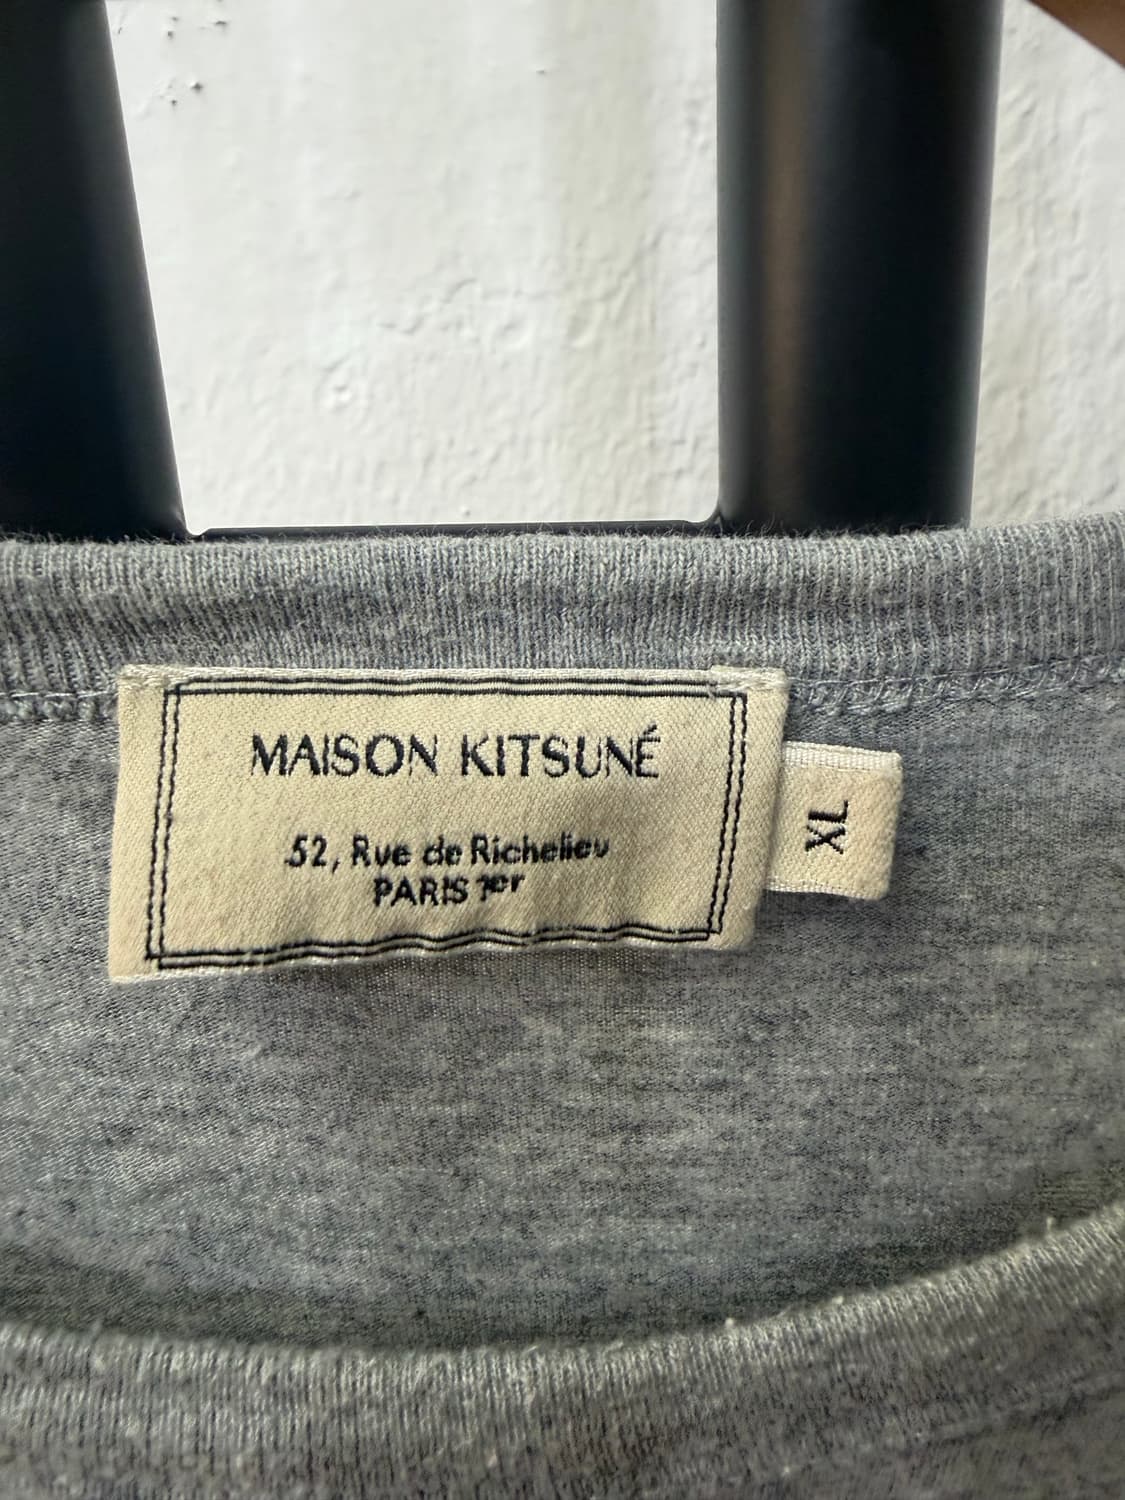 MAISON KITSUNÉ
52, Rue de Richelieu
PARIS 1er
XL